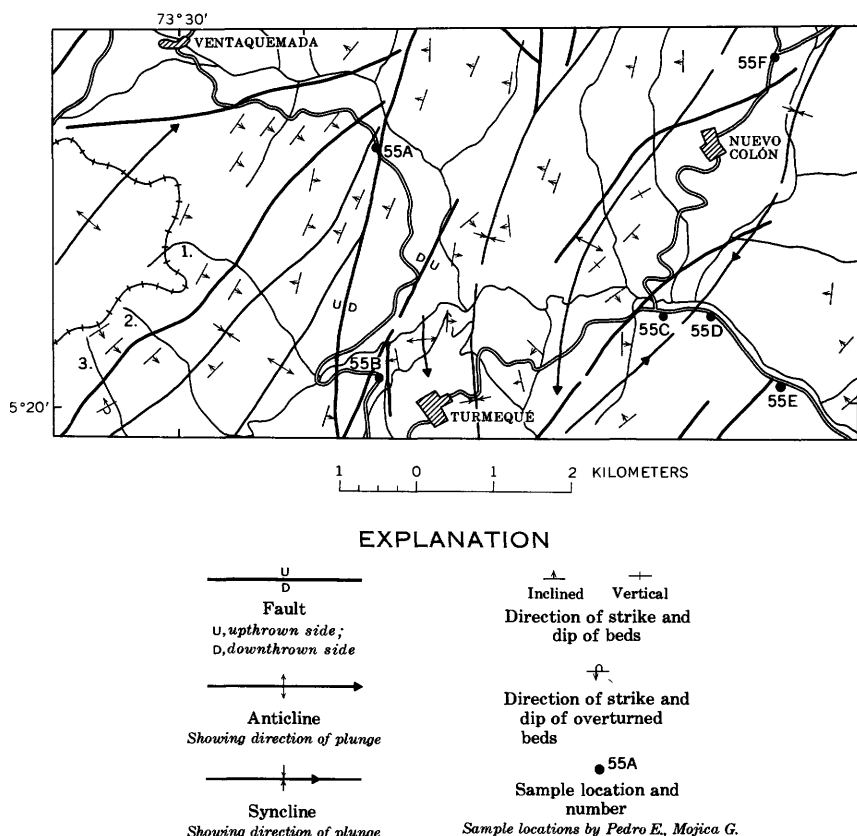 73°30′
VENTAQUEMADA
55F
NUEVO
COLÓN
55A
1.
D U
U D
2.
3.
55B
55C
55D
55E
5°20′
TURMEQUÉ
1 0 1 2 KILOMETERS
EXPLANATION
U
D
Fault
U, upthrown side;
D, downthrown side
Anticline
Showing direction of plunge
Syncline
Showing direction of plunge
Inclined Vertical
Direction of strike and
dip of beds
Direction of strike and
dip of overturned
beds
55A
Sample location and
number
Sample locations by Pedro E., Mojica G.